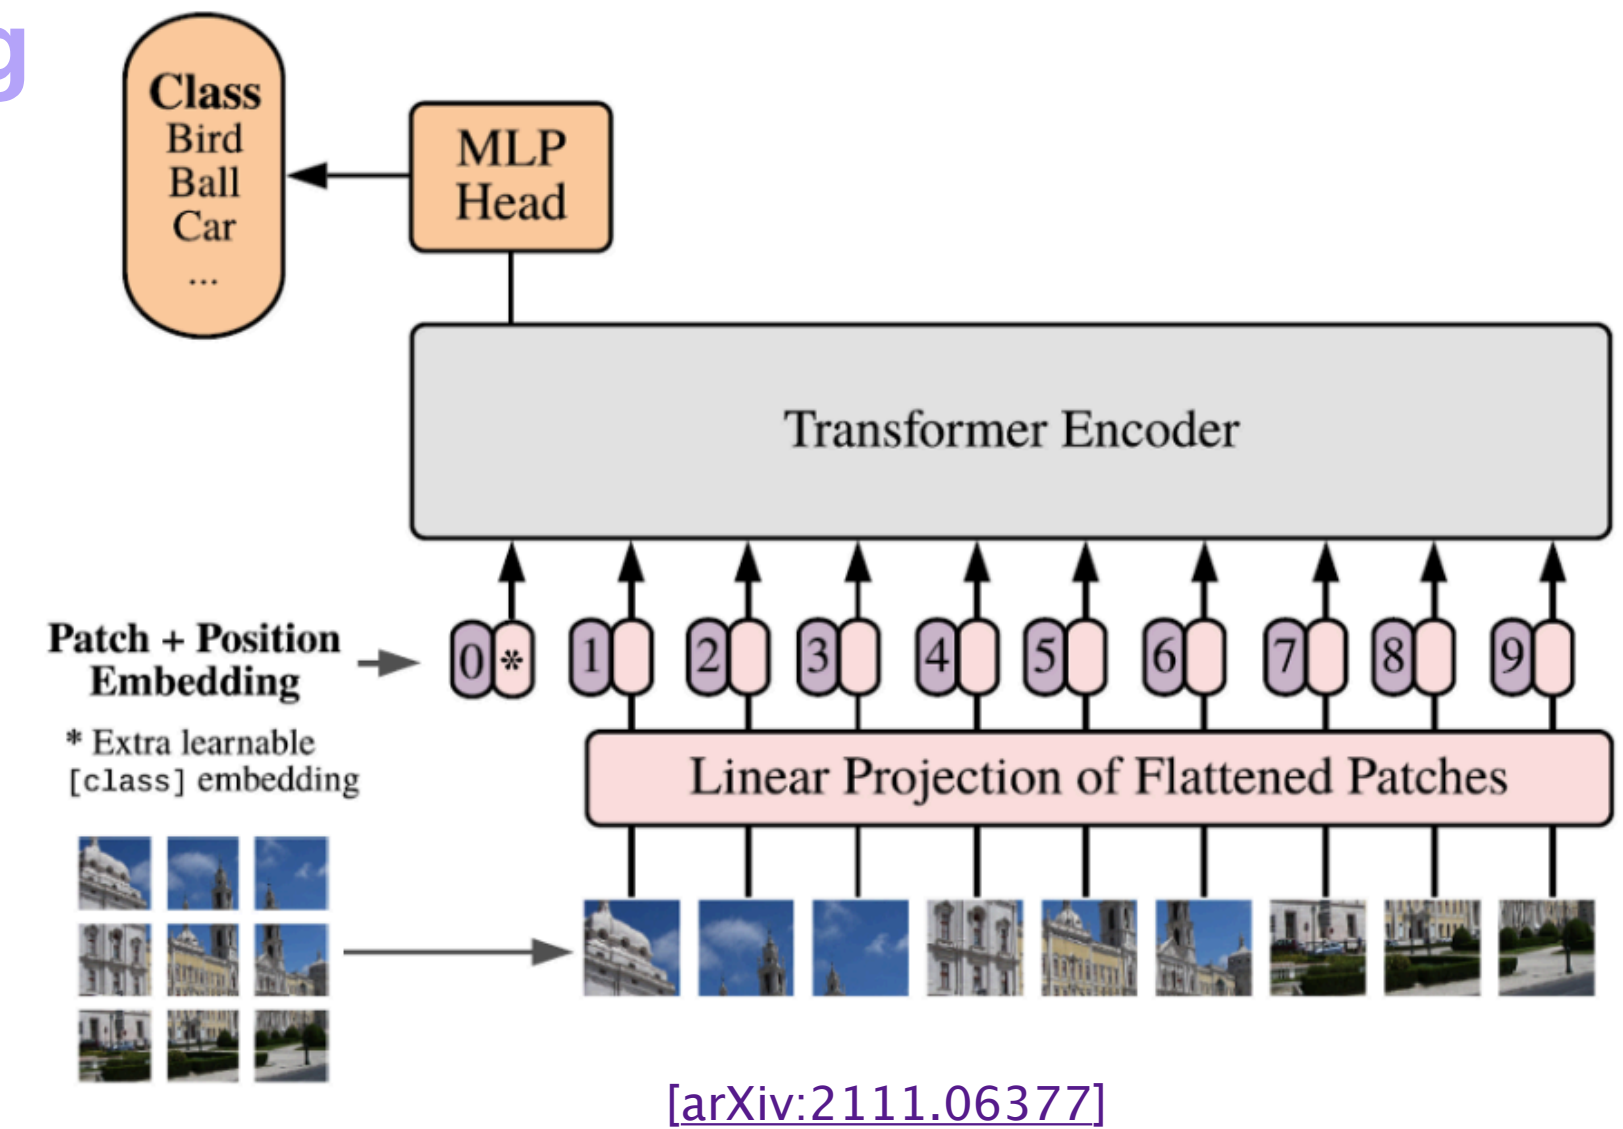 g
Class
Bird
Ball
Car
...
MLP
Head
Transformer Encoder
Patch + Position
Embedding
0 * 1 2 3 4 5 6 7 8 9
* Extra learnable
[class] embedding
Linear Projection of Flattened Patches
[arXiv:2111.06377]